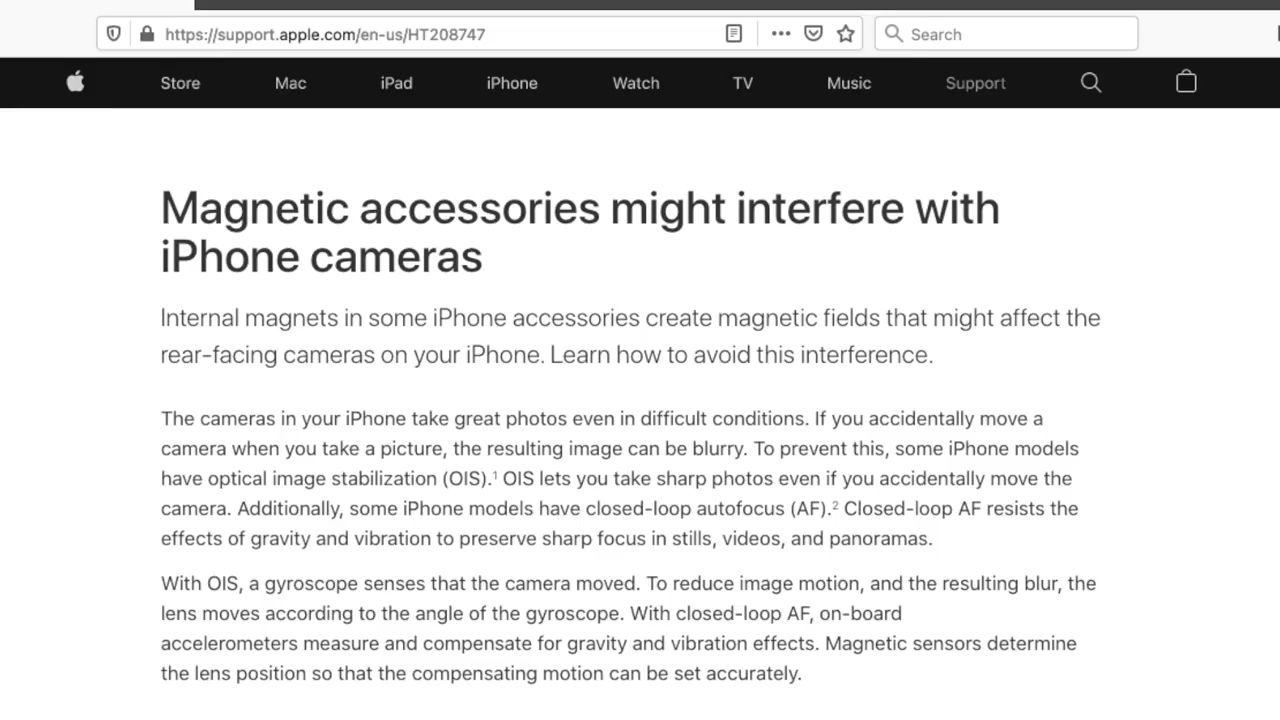 https://support.apple.com/en-us/HT208747
Search
Store Mac iPad iPhone Watch TV Music Support
Magnetic accessories might interfere with
iPhone cameras
Internal magnets in some iPhone accessories create magnetic fields that might affect the
rear-facing cameras on your iPhone. Learn how to avoid this interference.
The cameras in your iPhone take great photos even in difficult conditions. If you accidentally move a
camera when you take a picture, the resulting image can be blurry. To prevent this, some iPhone models
have optical image stabilization (OIS).¹ OIS lets you take sharp photos even if you accidentally move the
camera. Additionally, some iPhone models have closed-loop autofocus (AF).² Closed-loop AF resists the
effects of gravity and vibration to preserve sharp focus in stills, videos, and panoramas.
With OIS, a gyroscope senses that the camera moved. To reduce image motion, and the resulting blur, the
lens moves according to the angle of the gyroscope. With closed-loop AF, on-board
accelerometers measure and compensate for gravity and vibration effects. Magnetic sensors determine
the lens position so that the compensating motion can be set accurately.